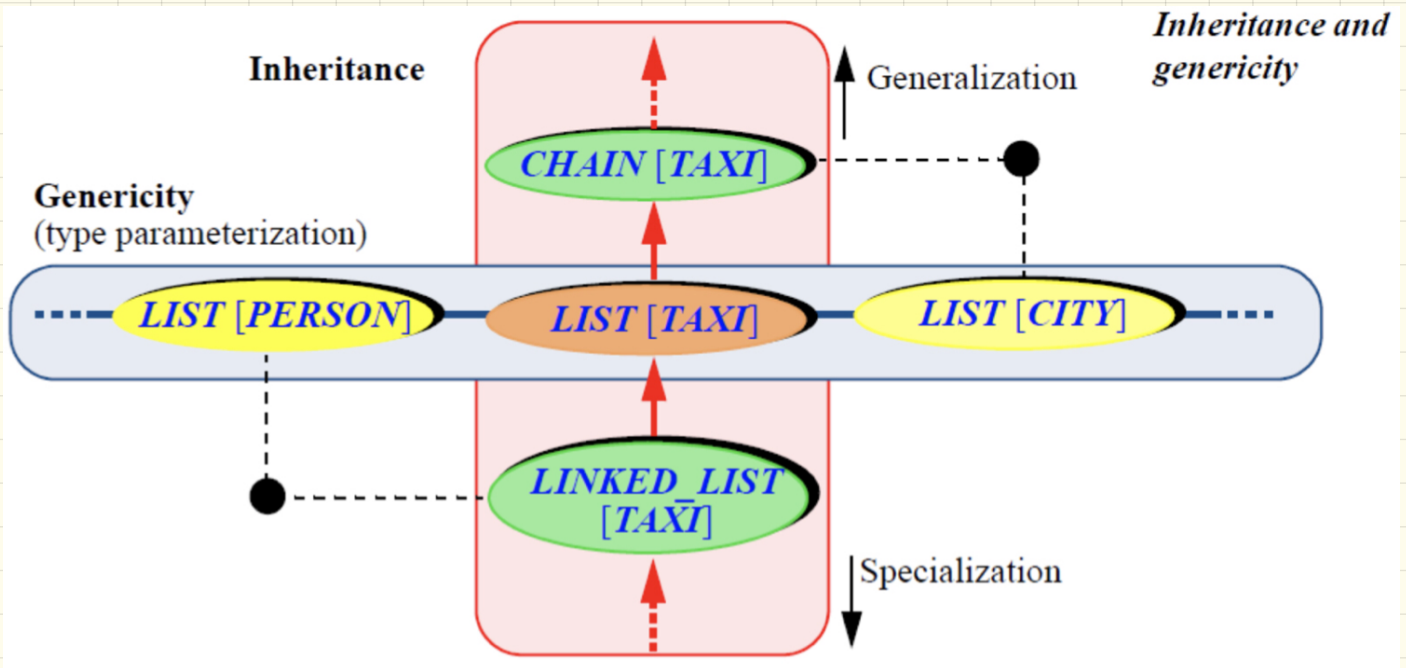 Inheritance and
genericity
Inheritance
Generalization
CHAIN [TAXI]
Genericity
(type parameterization)
LIST [PERSON]
LIST [TAXI]
LIST [CITY]
LINKED_LIST
[TAXI]
Specialization